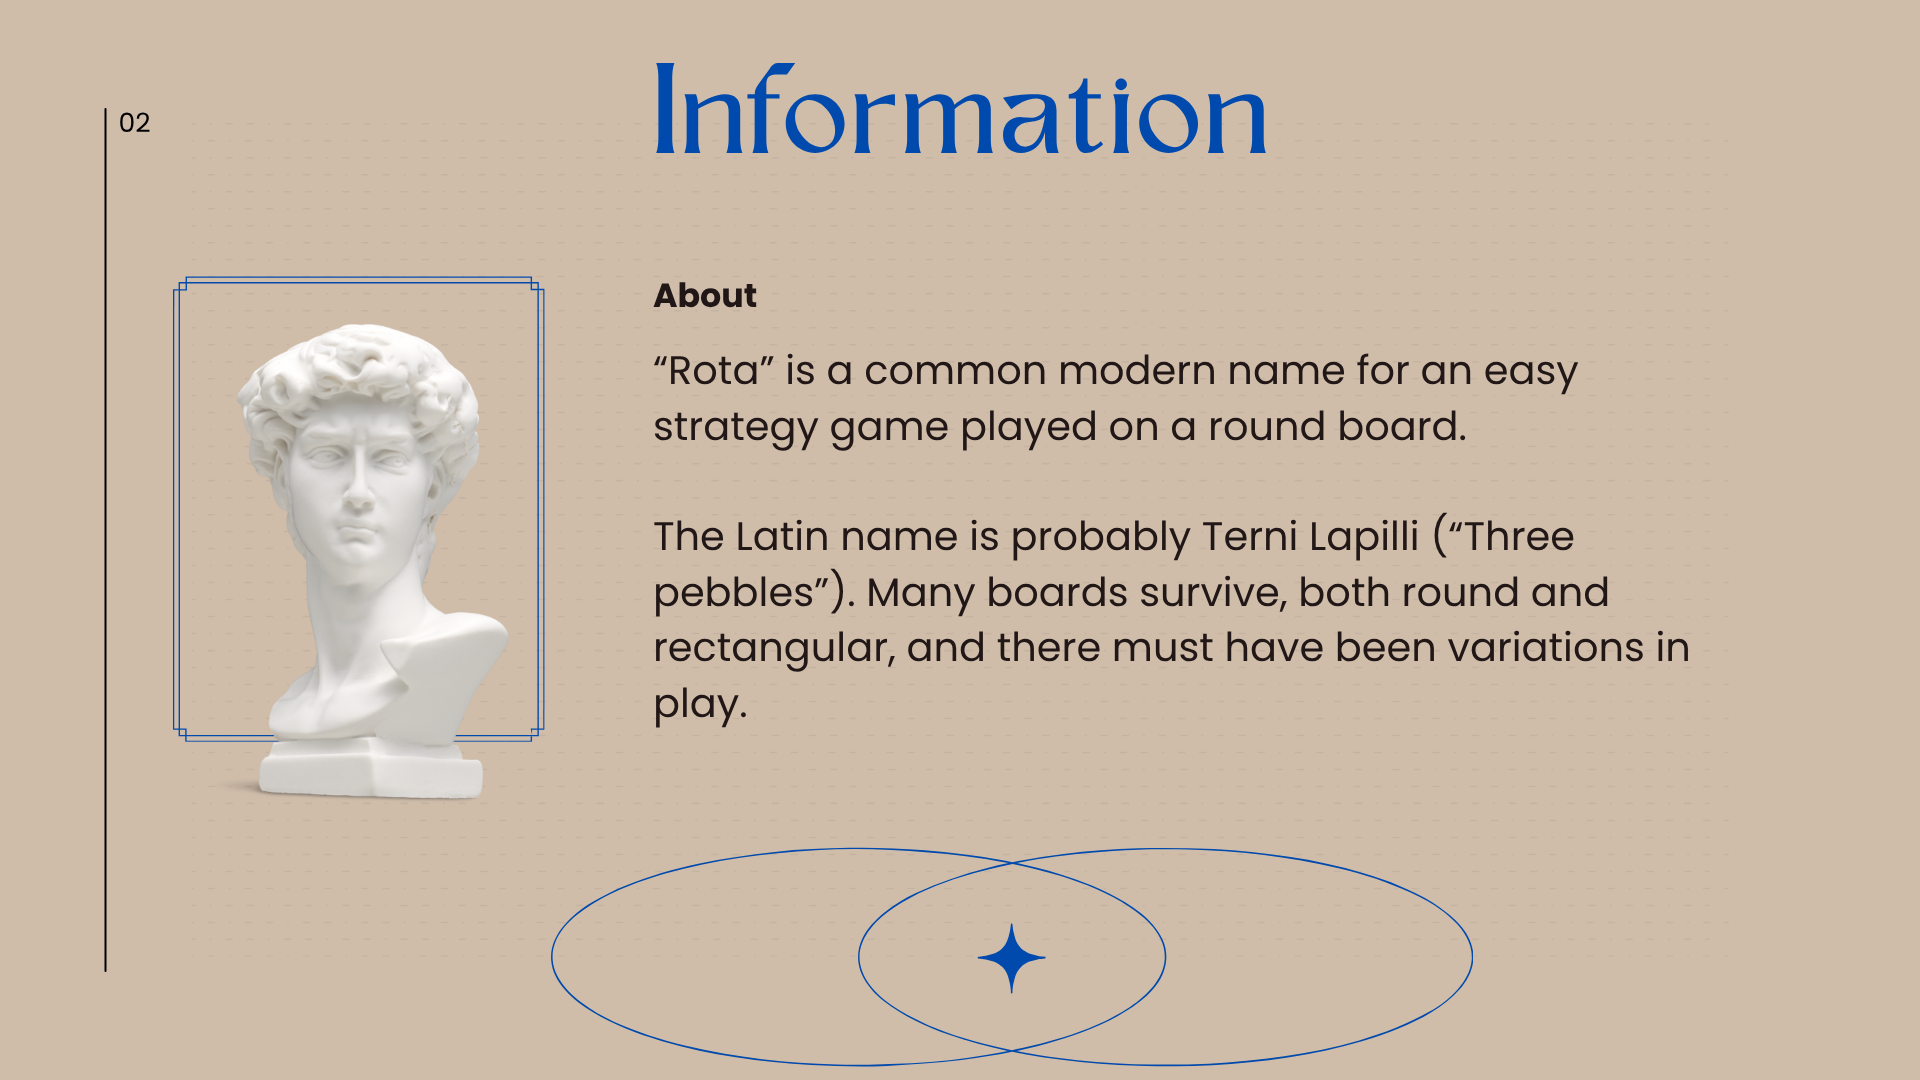 Information
02
About
“Rota” is a common modern name for an easy
strategy game played on a round board.
The Latin name is probably Terni Lapilli (“Three
pebbles”). Many boards survive, both round and
rectangular, and there must have been variations in
play.